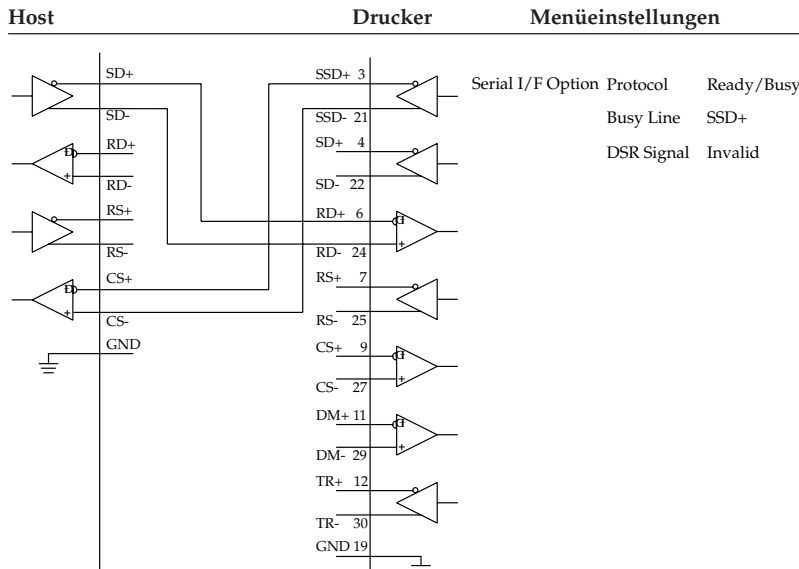 Host Drucker Menüeinstellungen
SD+ SSD+ 3 Serial I/F Option Protocol Ready/Busy
SD- SSD- 21 Busy Line SSD+
RD+ SD+ 4 DSR Signal Invalid
RD- SD- 22
RS+ RD+ 6
RS- RD- 24
CS+ RS+ 7
CS- RS- 25
GND CS+ 9
CS- 27
DM+ 11
DM- 29
TR+ 12
TR- 30
GND 19